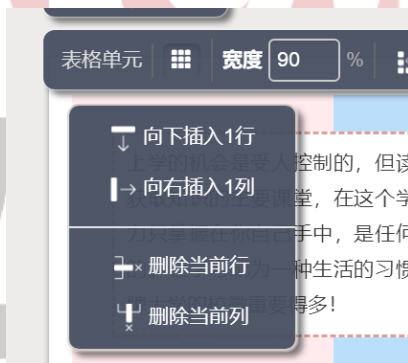 表格单元 宽度 90 %
向下插入1行
向右插入1列
删除当前行
删除当前列
上学的机会是受人控制的，但读
获取知识的主要课堂，在这个学
力只掌握在你自己手中，是任何
为一种生活的习惯
重要得多！